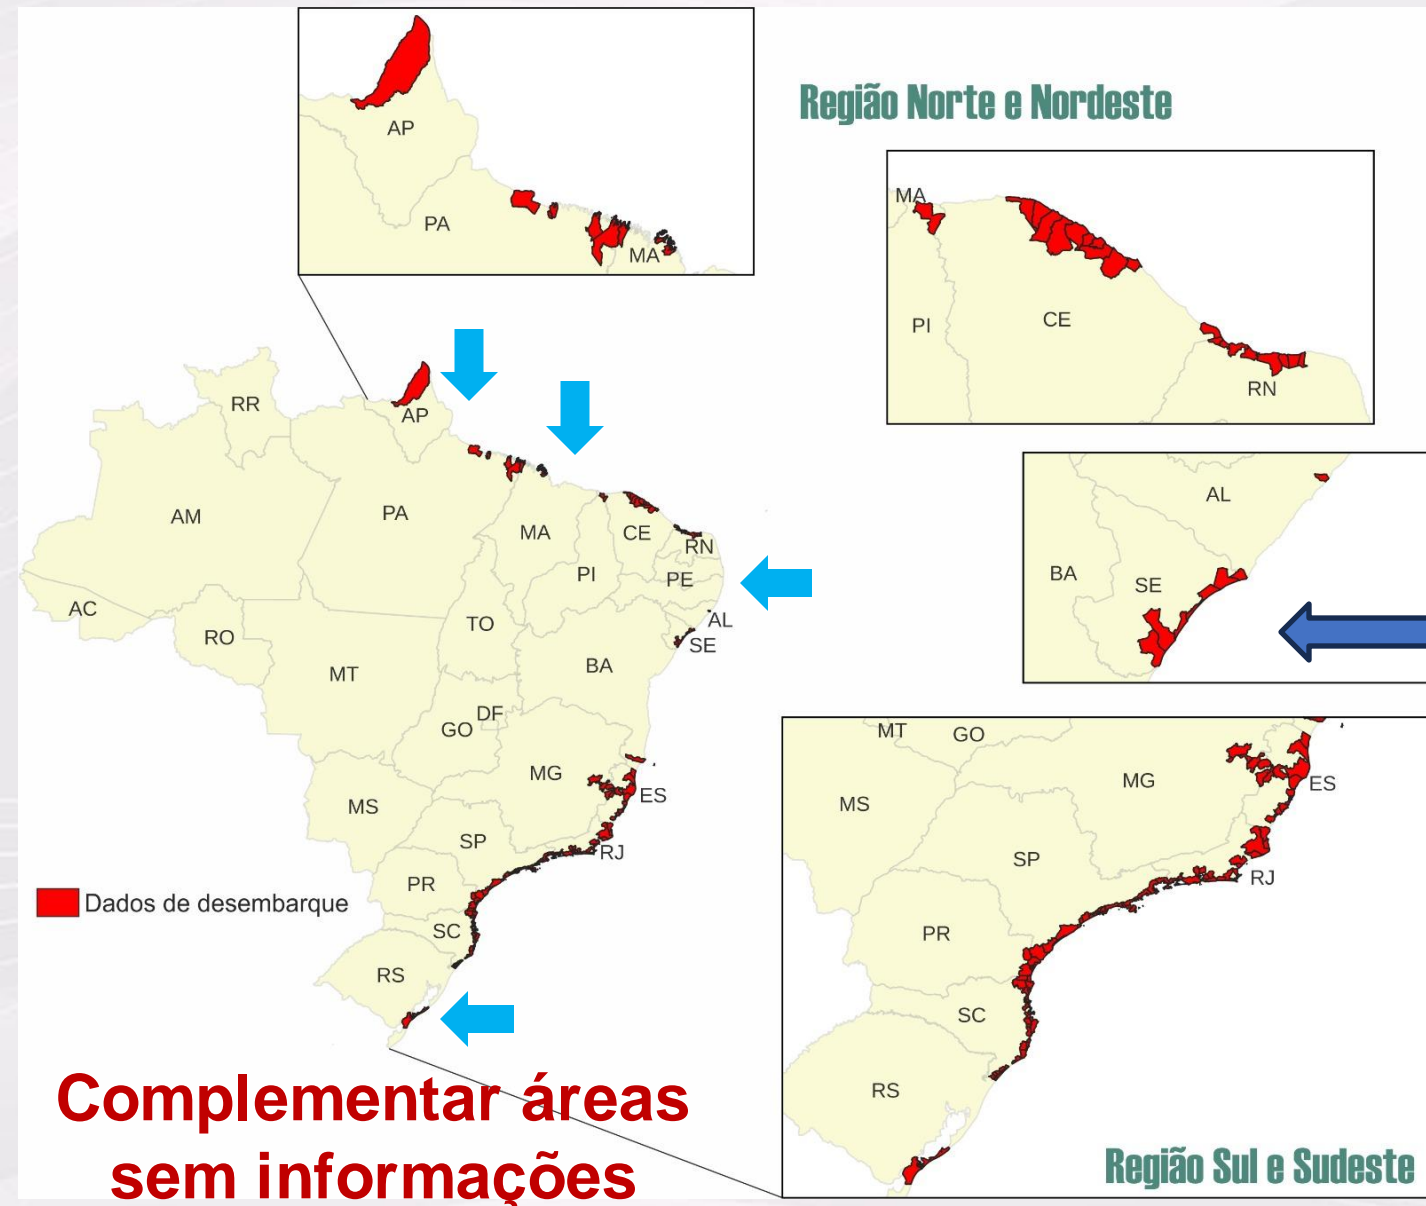 AP
PA
MA
Região Norte e Nordeste
MA
PI
CE
RN
RR
AP
AM
PA
MA
CE
RN
PI
PE
AC
RO
TO
AL
SE
MT
BA
DF
GO
MG
MS
ES
SP
RJ
PR
SC
RS
Dados de desembarque
AL
BA
SE
MT
GO
MG
MS
ES
SP
RJ
PR
SC
RS
Região Sul e Sudeste
Complementar áreas
sem informações